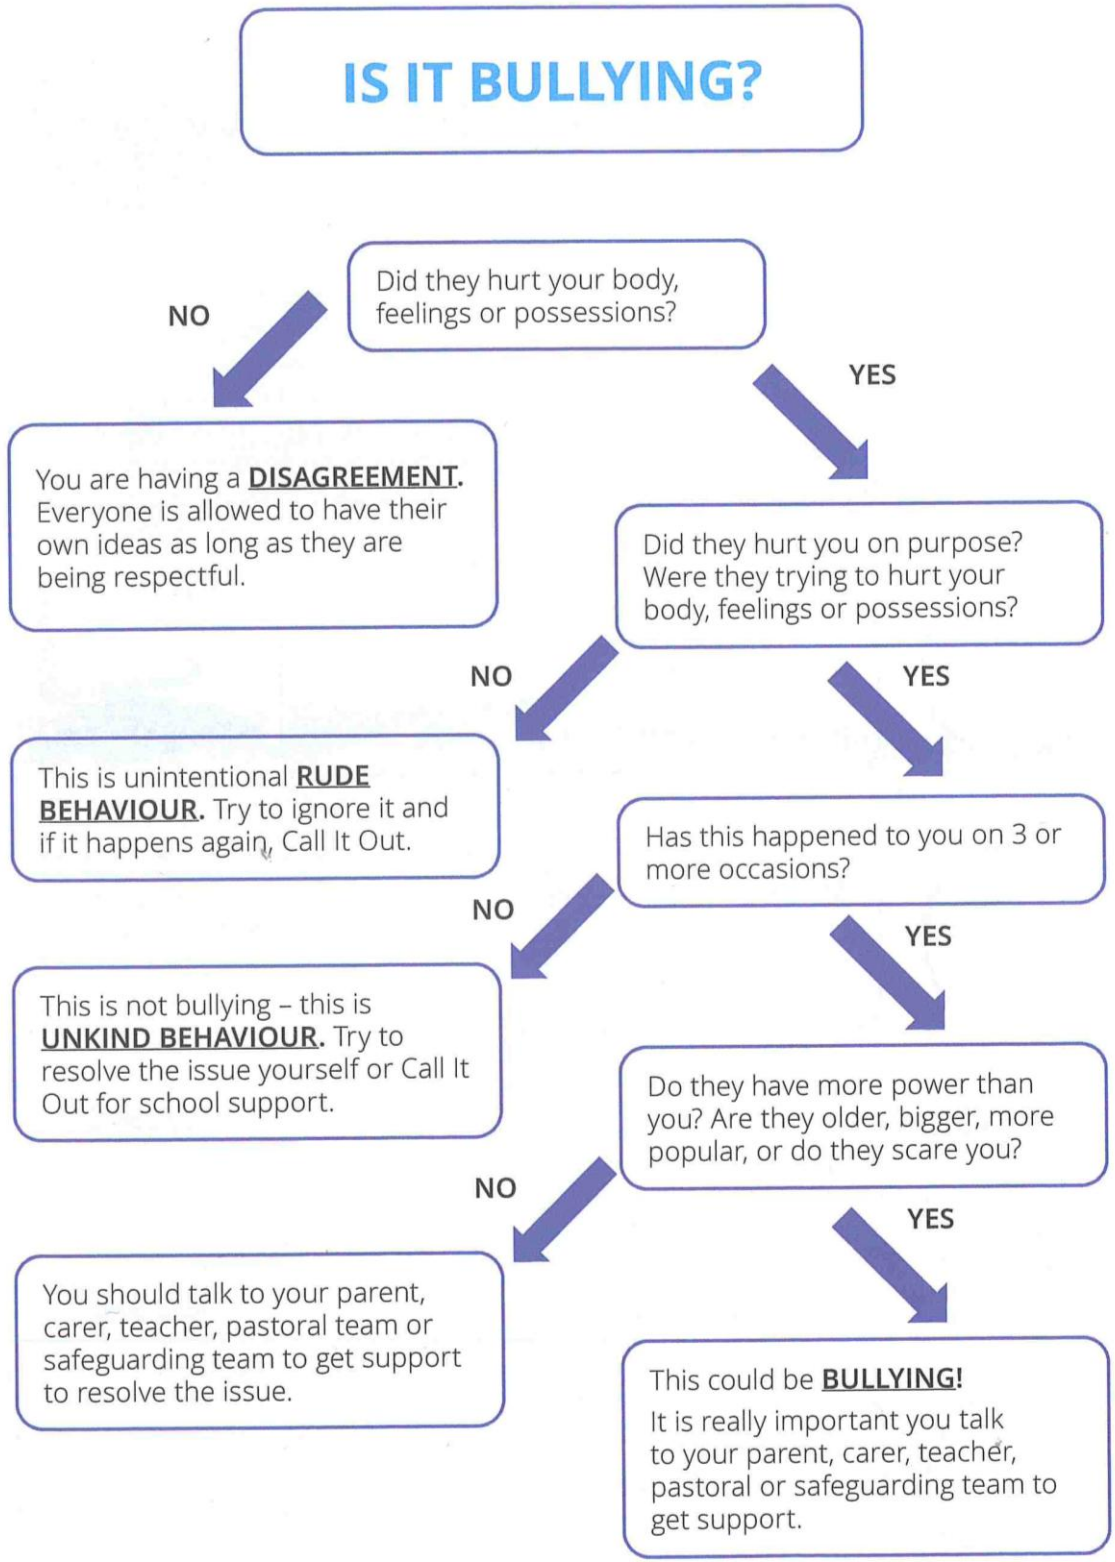 IS IT BULLYING?
Did they hurt your body,
feelings or possessions?
NO
YES
You are having a DISAGREEMENT.
Everyone is allowed to have their
own ideas as long as they are
being respectful.
Did they hurt you on purpose?
Were they trying to hurt your
body, feelings or possessions?
NO
YES
This is unintentional RUDE
BEHAVIOUR. Try to ignore it and
if it happens again, Call It Out.
Has this happened to you on 3 or
more occasions?
NO
YES
This is not bullying – this is
UNKIND BEHAVIOUR. Try to
resolve the issue yourself or Call It
Out for school support.
Do they have more power than
you? Are they older, bigger, more
popular, or do they scare you?
NO
YES
You should talk to your parent,
carer, teacher, pastoral team or
safeguarding team to get support
to resolve the issue.
This could be BULLYING!
It is really important you talk
to your parent, carer, teacher,
pastoral or safeguarding team to
get support.